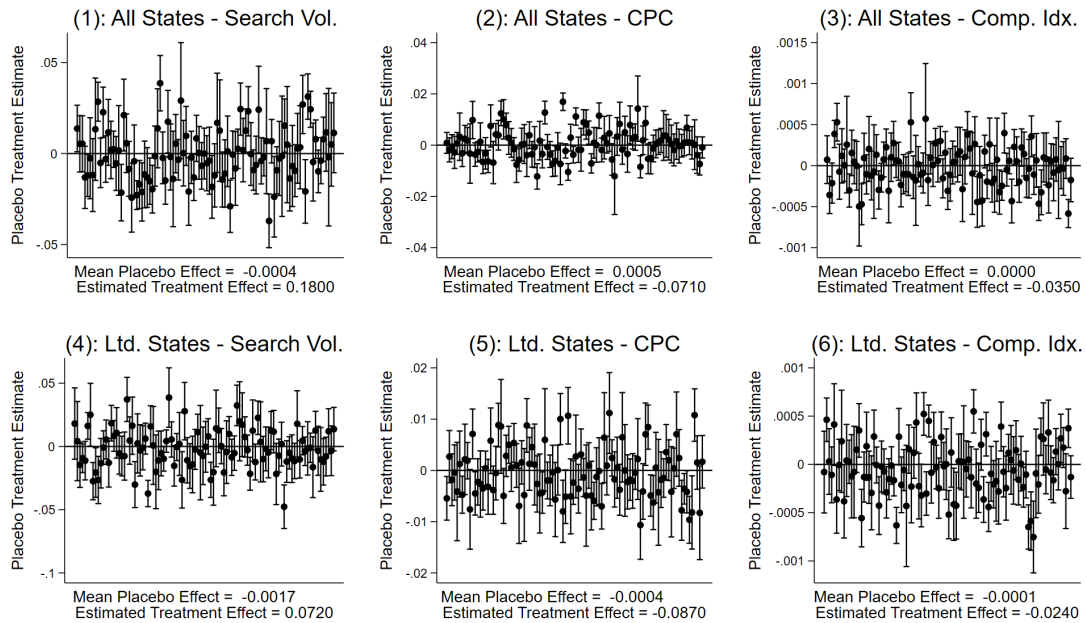 (1): All States - Search Vol.
Placebo Treatment Estimate
.05
0
-.05
Mean Placebo Effect = -0.0004
Estimated Treatment Effect = 0.1800
(2): All States - CPC
Placebo Treatment Estimate
.04
.02
0
-.02
-.04
Mean Placebo Effect = 0.0005
Estimated Treatment Effect = -0.0710
(3): All States - Comp. Idx.
Placebo Treatment Estimate
.0015
.001
.0005
0
-.0005
-.001
Mean Placebo Effect = 0.0000
Estimated Treatment Effect = -0.0350
(4): Ltd. States - Search Vol.
Placebo Treatment Estimate
.05
0
-.05
-.1
Mean Placebo Effect = -0.0017
Estimated Treatment Effect = 0.0720
(5): Ltd. States - CPC
Placebo Treatment Estimate
.02
.01
0
-.01
-.02
Mean Placebo Effect = -0.0004
Estimated Treatment Effect = -0.0870
(6): Ltd. States - Comp. Idx.
Placebo Treatment Estimate
.001
.0005
0
-.0005
-.001
Mean Placebo Effect = -0.0001
Estimated Treatment Effect = -0.0240